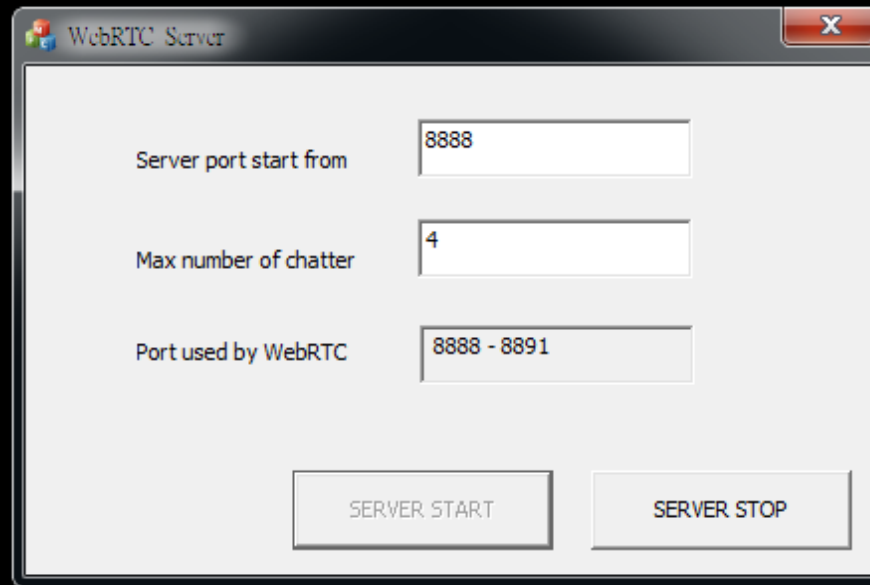 WebRTC Server
Server port start from 8888
Max number of chatter 4
Port used by WebRTC 8888 - 8891
SERVER START SERVER STOP